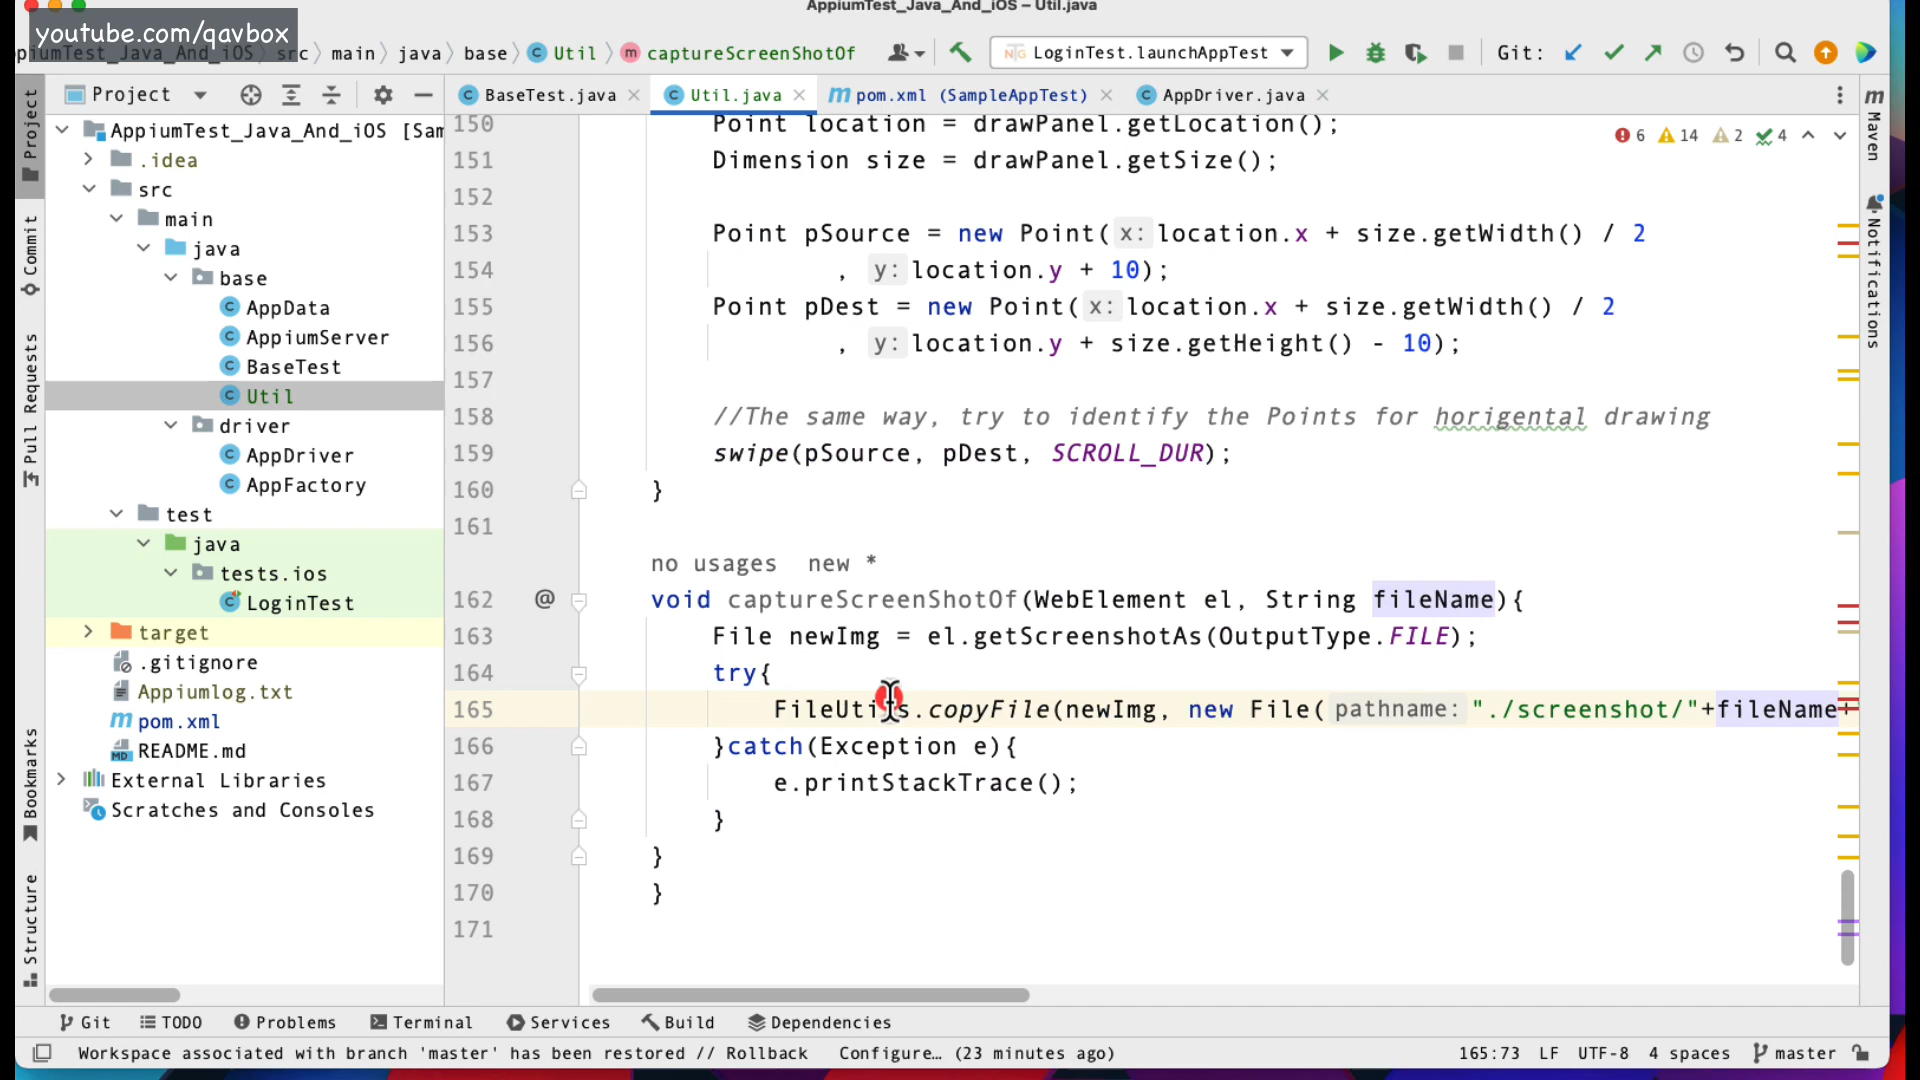 AppiumTest_Java_And_iOS – Util.java
youtube.com/qavbox
src main java base Util captureScreenShotOf LoginTest.launchAppTest Git:
Project BaseTest.java Util.java pom.xml (SampleAppTest) AppDriver.java
AppiumTest_Java_And_iOS [Sam
.idea
src
main
java
base
AppData
AppiumServer
BaseTest
Util
driver
AppDriver
AppFactory
test
java
tests.ios
LoginTest
target
.gitignore
Appiumlog.txt
pom.xml
README.md
External Libraries
Scratches and Consoles
Project
Commit
Pull Requests
Bookmarks
Structure
6 14 2 4
150 Point location = drawPanel.getLocation();
151 Dimension size = drawPanel.getSize();
152
153 Point pSource = new Point( x: location.x + size.getWidth() / 2
154 , y: location.y + 10);
155 Point pDest = new Point( x: location.x + size.getWidth() / 2
156 , y: location.y + size.getHeight() - 10);
157
158 //The same way, try to identify the Points for horigental drawing
159 swipe(pSource, pDest, SCROLL_DUR);
160 }
161
no usages new *
162 @ void captureScreenShotOf(WebElement el, String fileName){
163 File newImg = el.getScreenshotAs(OutputType.FILE);
164 try{
165 FileUtils.copyFile(newImg, new File( pathname: "./screenshot/"+fileName+
166 }catch(Exception e){
167 e.printStackTrace();
168 }
169 }
170 }
171
m Maven
Notifications
Git TODO Problems Terminal Services Build Dependencies
Workspace associated with branch 'master' has been restored // Rollback Configure… (23 minutes ago) 165:73 LF UTF-8 4 spaces master